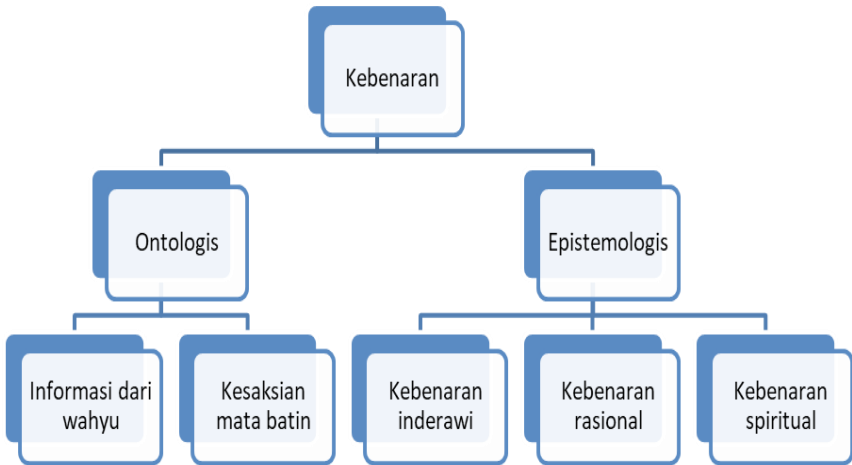 Kebenaran
Ontologis
Epistemologis
Informasi dari
wahyu
Kesaksian
mata batin
Kebenaran
inderawi
Kebenaran
rasional
Kebenaran
spiritual